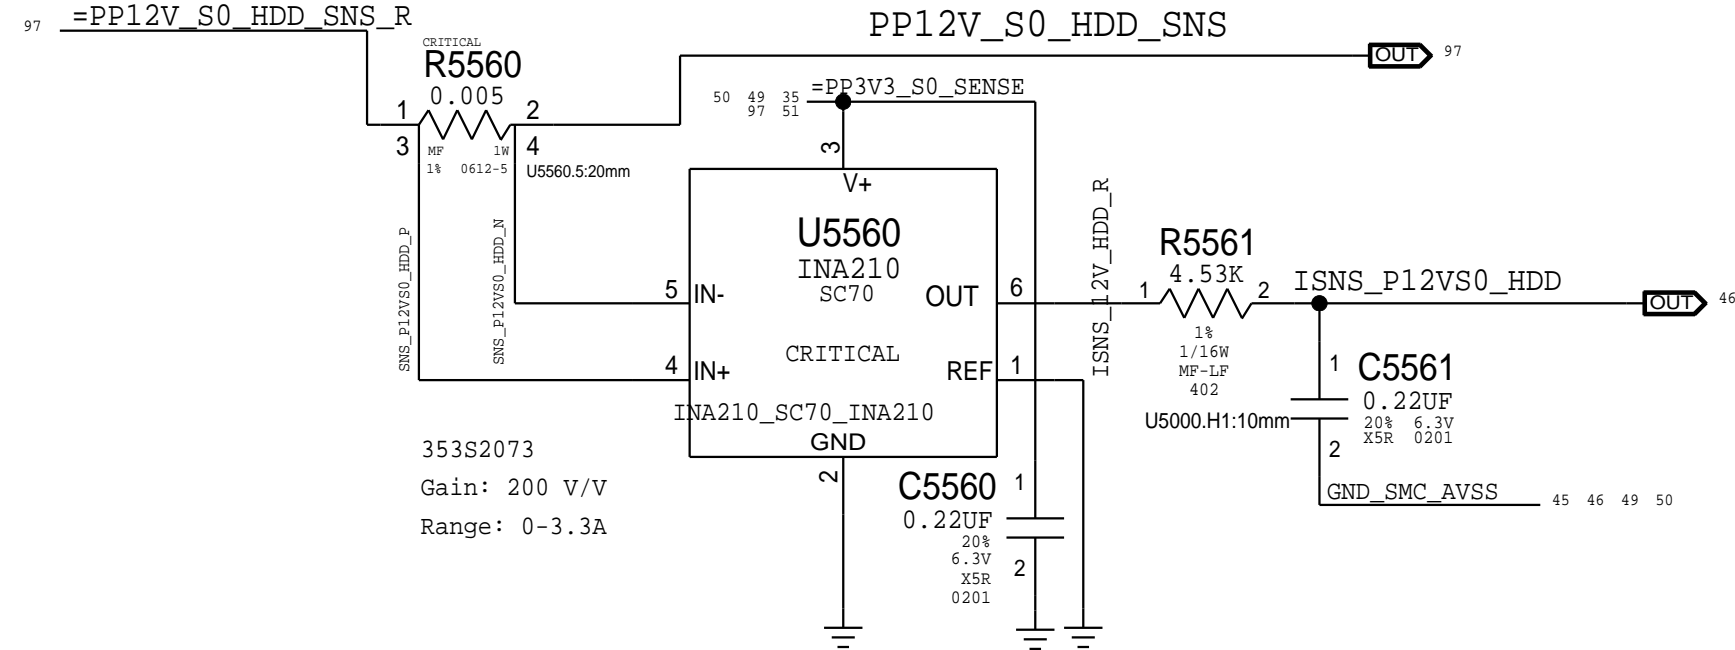 97 =PP12V_S0_HDD_SNS_R
PP12V_S0_HDD_SNS
OUT 97
CRITICAL
R5560
0.005
1 2
3 4
MF 1W
1% 0612-5
U5560.5:20mm
=PP3V3_S0_SENSE
50 49 35
97 51
3
V+
U5560
INA210
SC70
CRITICAL
INA210_SC70_INA210
GND
2
5 IN-
4 IN+
OUT 6
REF 1
SNS_P12VS0_HDD_P
SNS_P12VS0_HDD_N
353S2073
Gain: 200 V/V
Range: 0-3.3A
C5560
0.22UF
20%
6.3V
X5R
0201
1
2
ISNS_12V_HDD_R
R5561
4.53K
1 2
1%
1/16W
MF-LF
402
U5000.H1:10mm
ISNS_P12VS0_HDD
OUT 46
1
C5561
0.22UF
20% 6.3V
X5R 0201
2
GND_SMC_AVSS
45 46 49 50